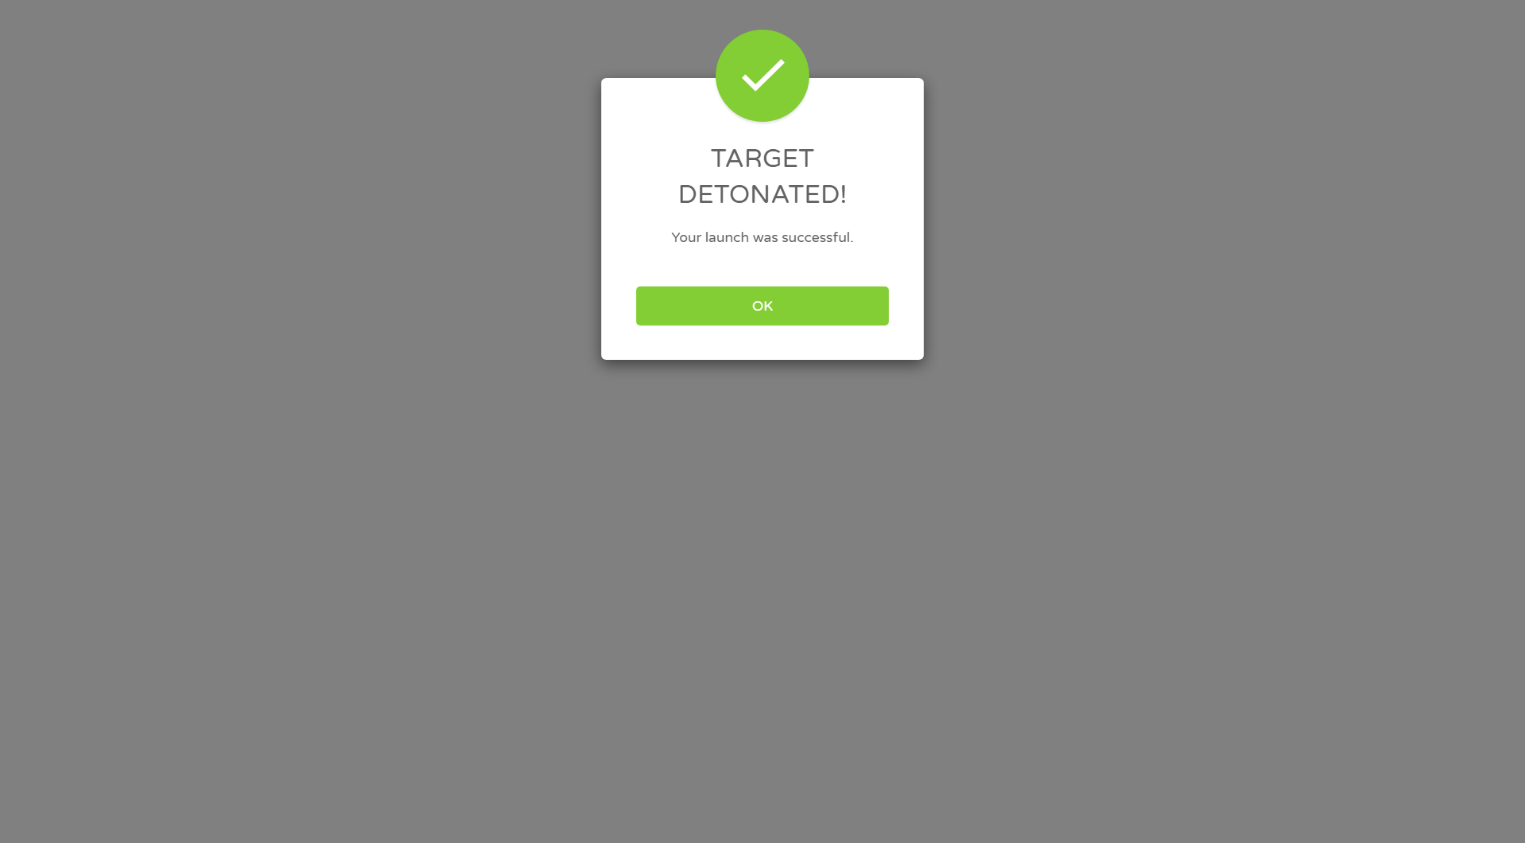 TARGET
DETONATED!
Your launch was successful.
OK